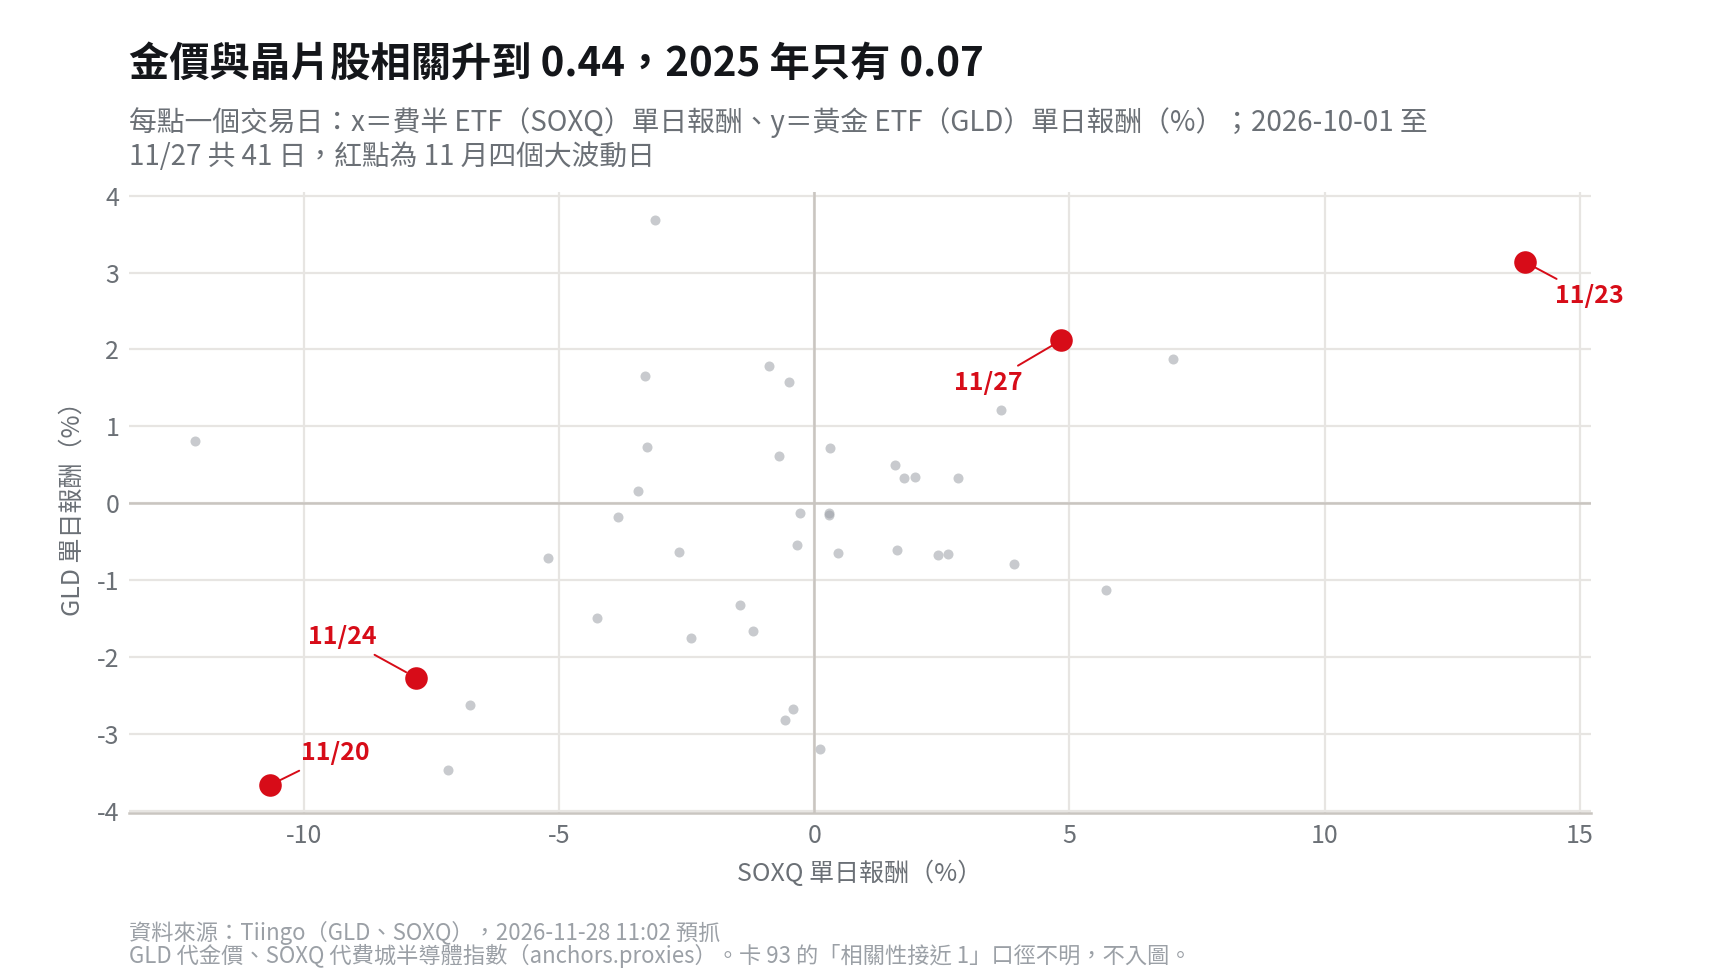 金價與晶片股相關升到 0.44，2025 年只有 0.07
每點一個交易日：x＝費半 ETF（SOXQ）單日報酬、y＝黃金 ETF（GLD）單日報酬（%）；2026-10-01 至
11/27 共 41 日，紅點為 11 月四個大波動日
4
3
2
1
0
-1
-2
-3
-4
GLD 單日報酬（%）
11/23
11/27
11/24
11/20
-10
-5
0
5
10
15
SOXQ 單日報酬（%）
資料來源：Tiingo（GLD、SOXQ），2026-11-28 11:02 預抓
GLD 代金價、SOXQ 代費城半導體指數（anchors.proxies）。卡 93 的「相關性接近 1」口徑不明，不入圖。